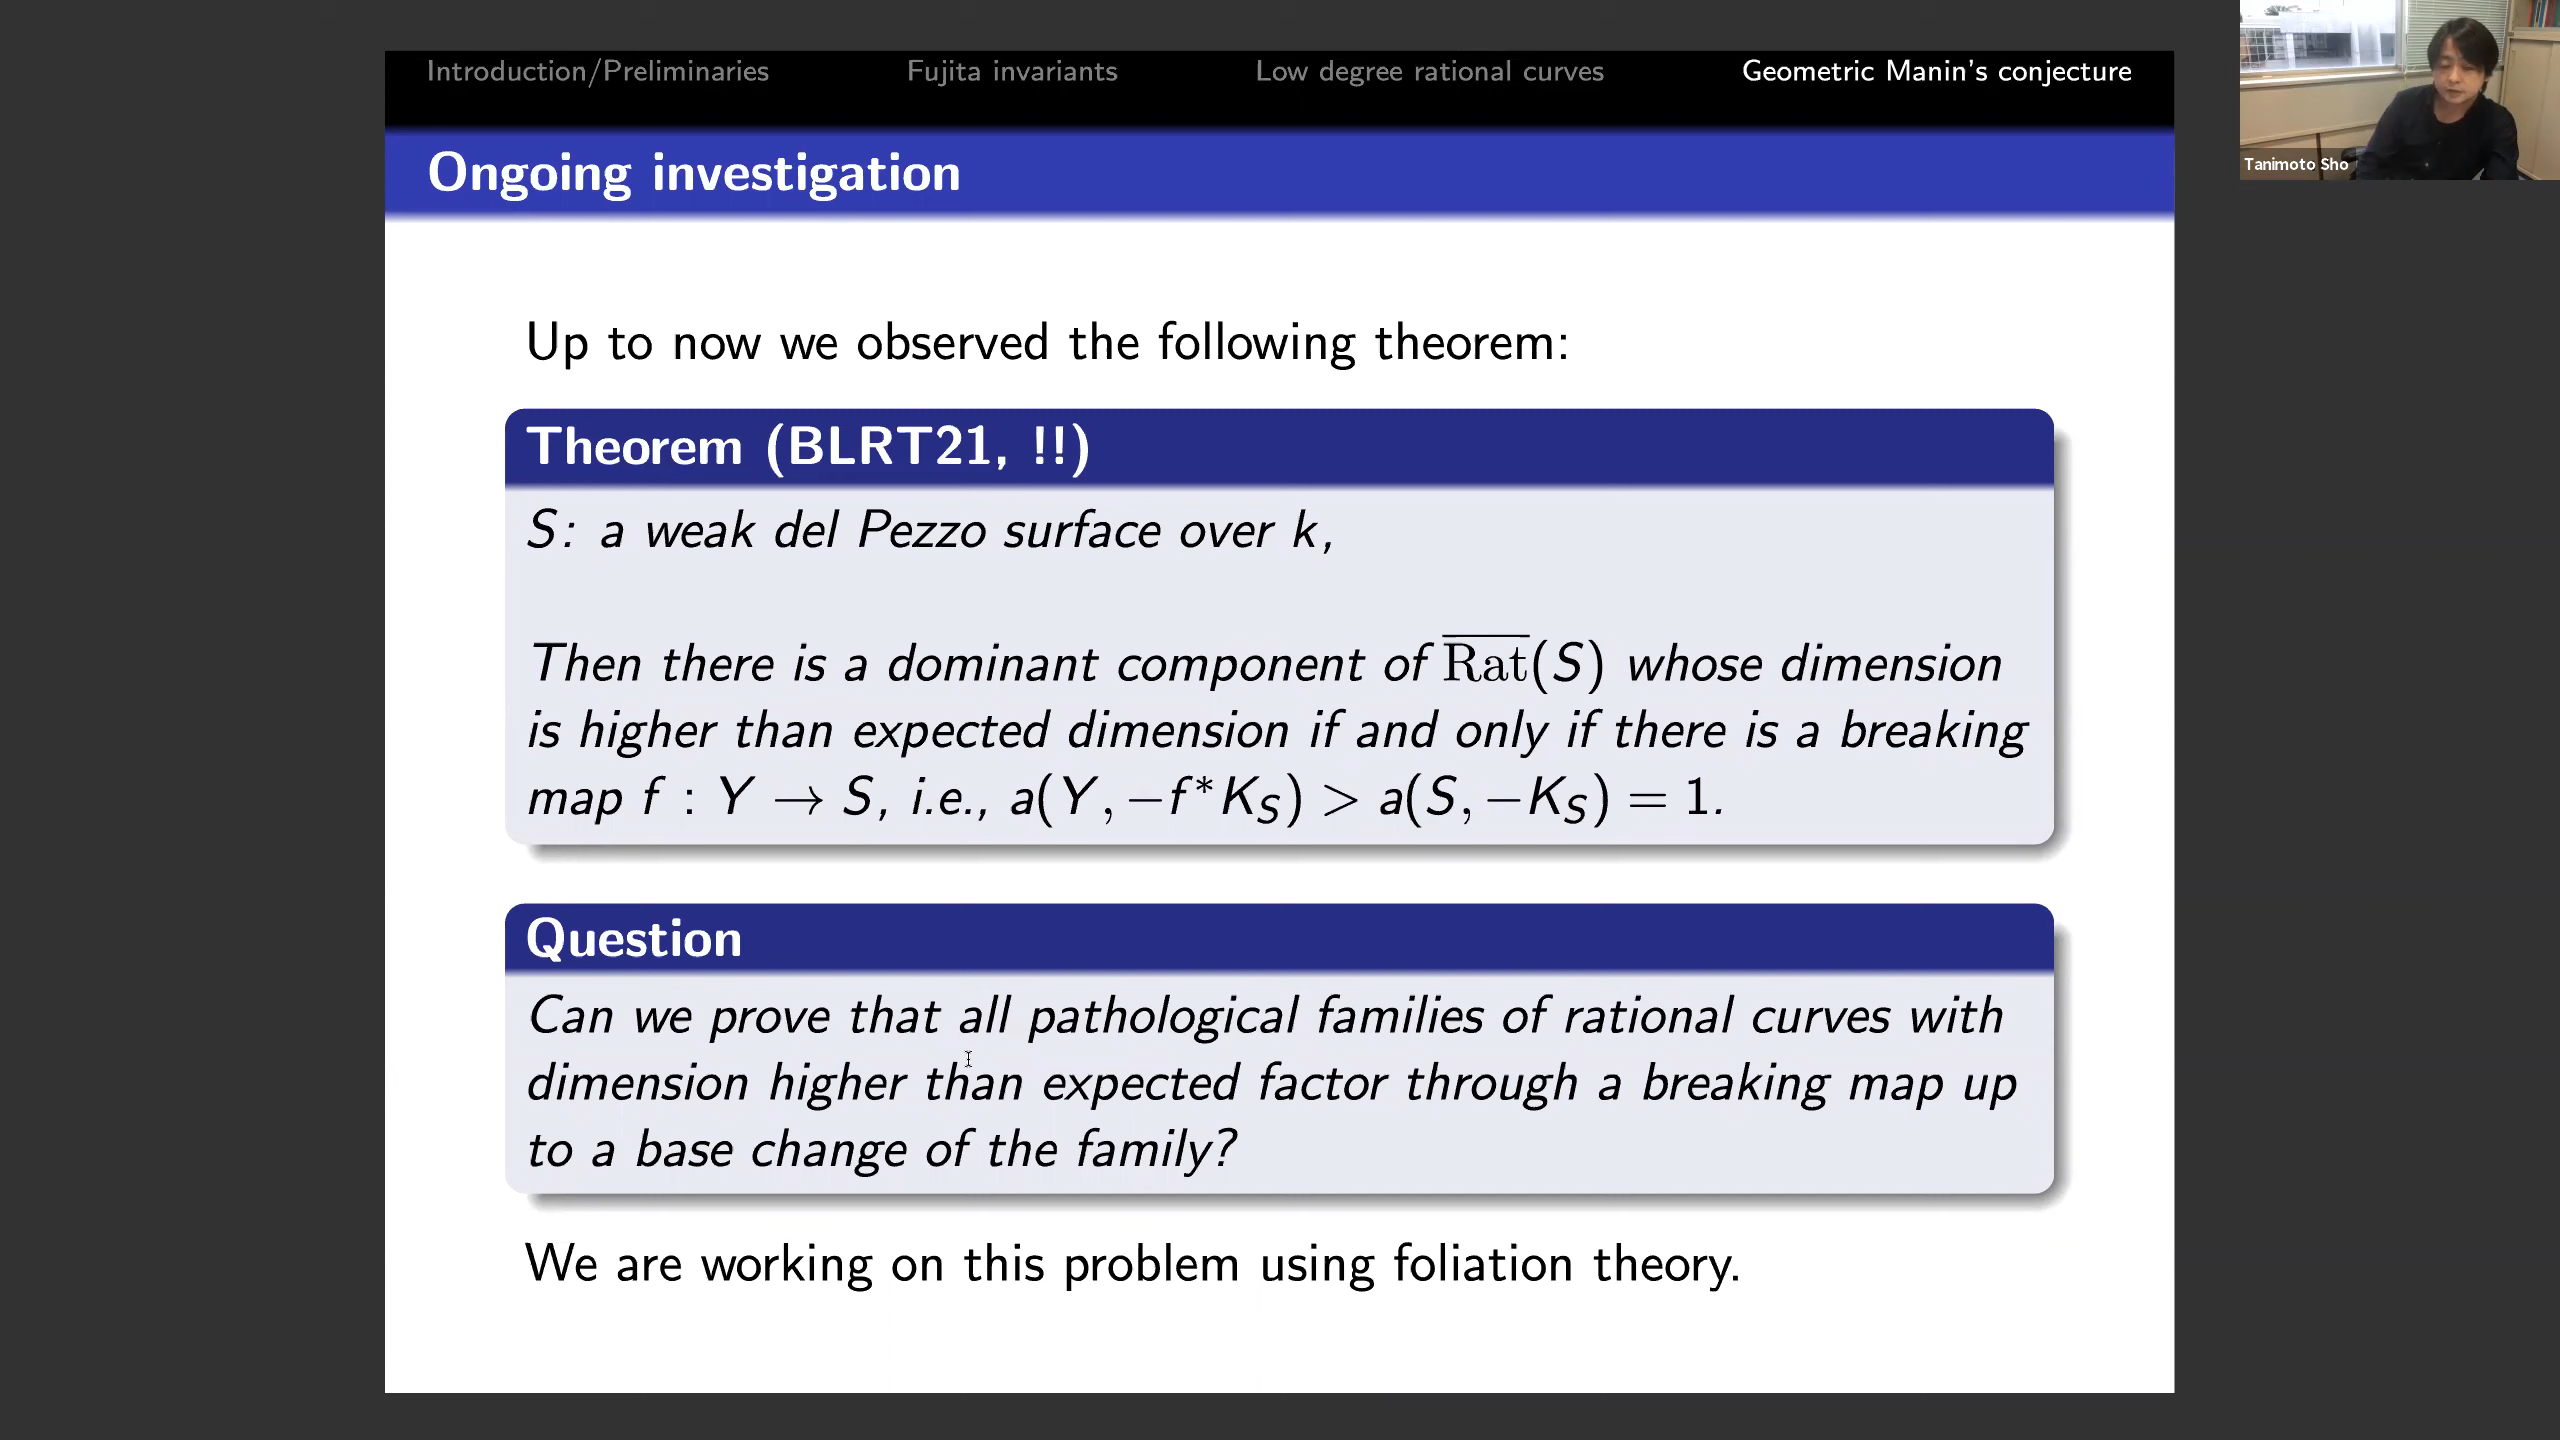 Introduction/Preliminaries Fujita invariants Low degree rational curves Geometric Manin's conjecture
Tanimoto Sho
Ongoing investigation
Up to now we observed the following theorem:
Theorem (BLRT21, !!)
S: a weak del Pezzo surface over k,
Then there is a dominant component of $\overline{\mathrm{Rat}}(S)$ whose dimension
is higher than expected dimension if and only if there is a breaking
map f : Y → S, i.e., $a(Y, -f^*K_S) > a(S, -K_S) = 1$.
Question
Can we prove that all pathological families of rational curves with
dimension higher than expected factor through a breaking map up
to a base change of the family?
We are working on this problem using foliation theory.